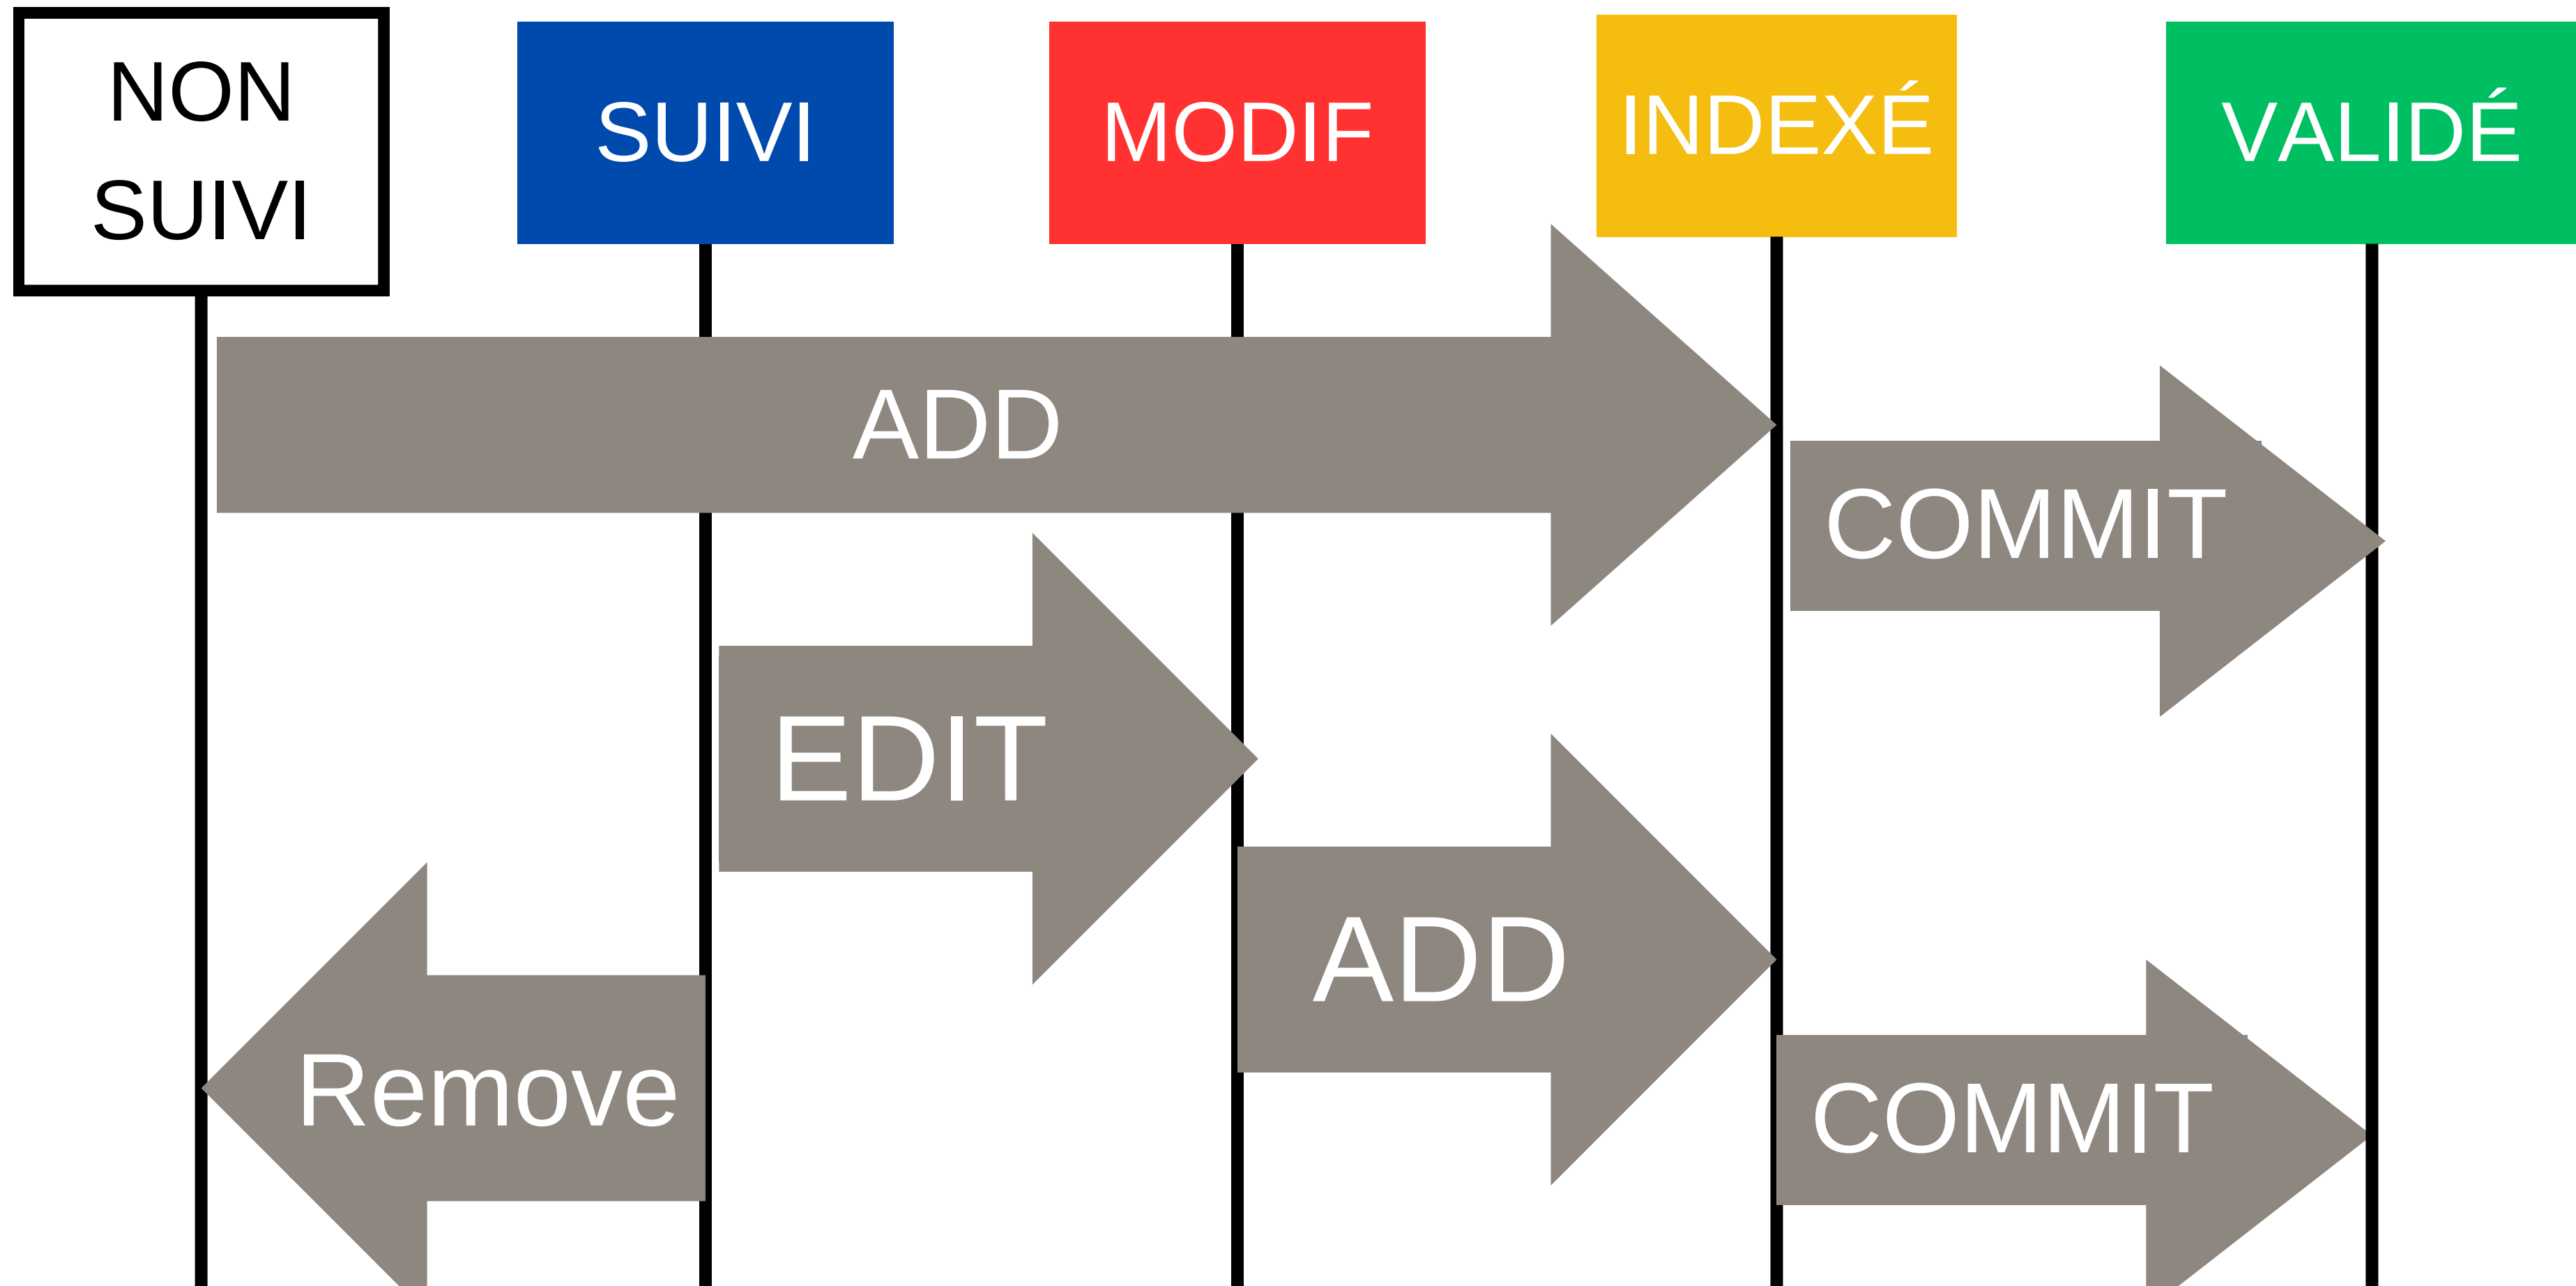 NON
SUIVI
SUIVI
MODIF
INDEXÉ
VALIDÉ
ADD
COMMIT
EDIT
ADD
Remove
COMMIT